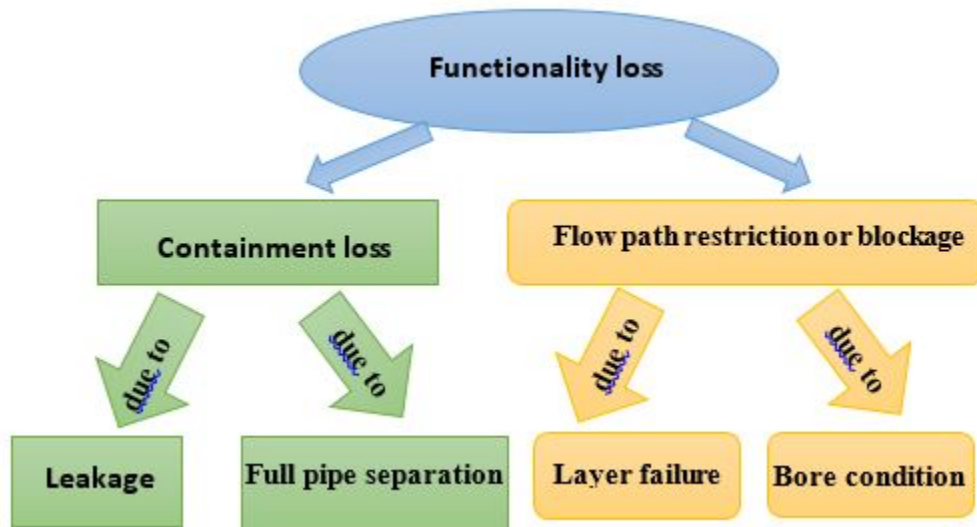 Functionality loss
Containment loss
Flow path restriction or blockage
due to
due to
due to
due to
Leakage
Full pipe separation
Layer failure
Bore condition